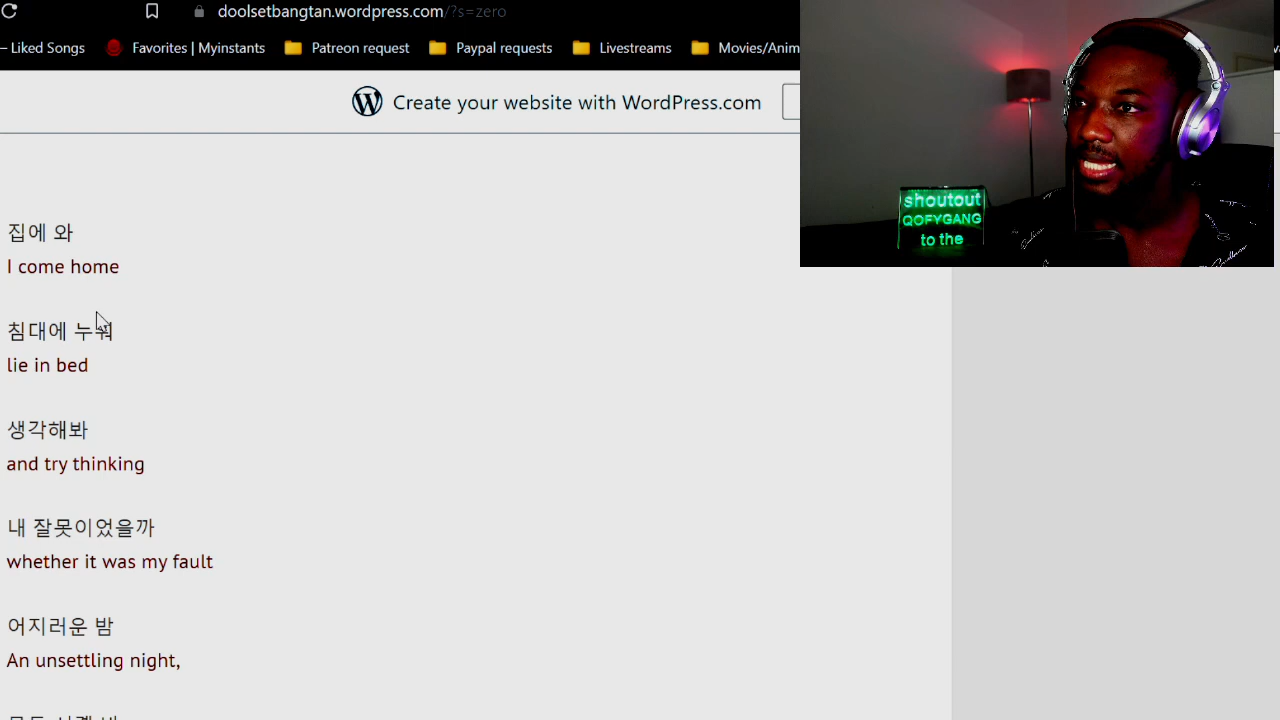 doolsetbangtan.wordpress.com/?s=zero
– Liked Songs
Favorites | Myinstants
Patreon request
Paypal requests
Livestreams
Movies/Anim
Create your website with WordPress.com
shoutout
QOFYGANG
to the
집에 와
I come home
침대에 누워
lie in bed
생각해봐
and try thinking
내 잘못이었을까
whether it was my fault
어지러운 밤
An unsettling night,